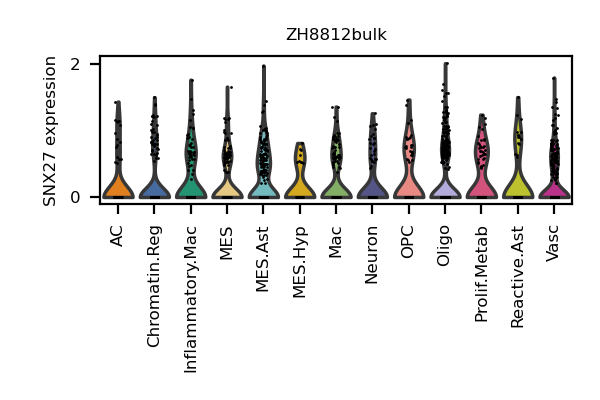 ZH8812bulk
SNX27 expression
2
0
AC
Chromatin.Reg
Inflammatory.Mac
MES
MES.Ast
MES.Hyp
Mac
Neuron
OPC
Oligo
Prolif.Metab
Reactive.Ast
Vasc